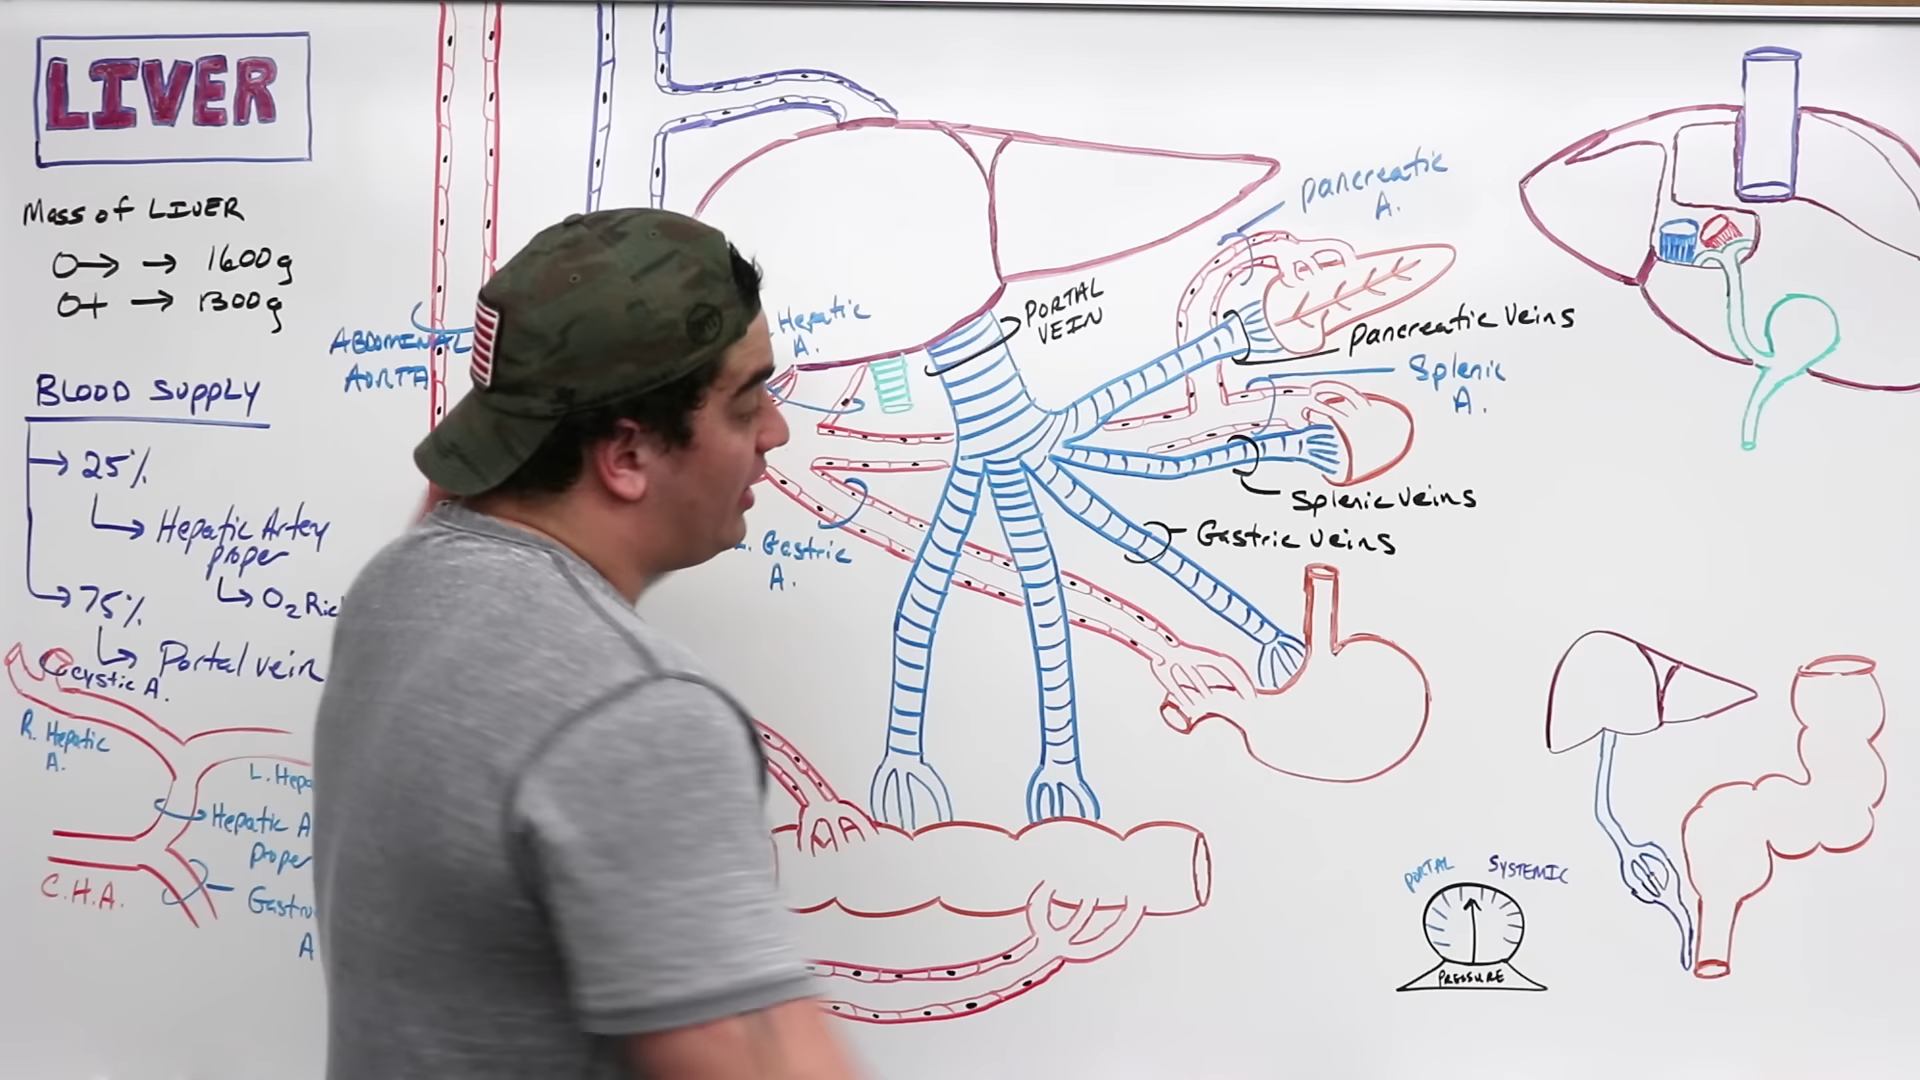 LIVER
Mass of LIVER
→ 1600g
→ 1300g
BLOOD SUPPLY
→ 25%
→ Hepatic Artery
proper
→ O2 Ric
→ 75%
→ Portal vein
Cystic A.
R. Hepatic
A.
L. Hepa
Hepatic A
proper
C.H.A.
Gastro
A
ABDOMINAL
AORTA
Hepatic
A.
L. Gastric
A.
PORTAL
VEIN
pancreatic
A.
pancreatic veins
Splenic
A.
Splenic veins
Gastric veins
PORTAL
SYSTEMIC
PRESSURE